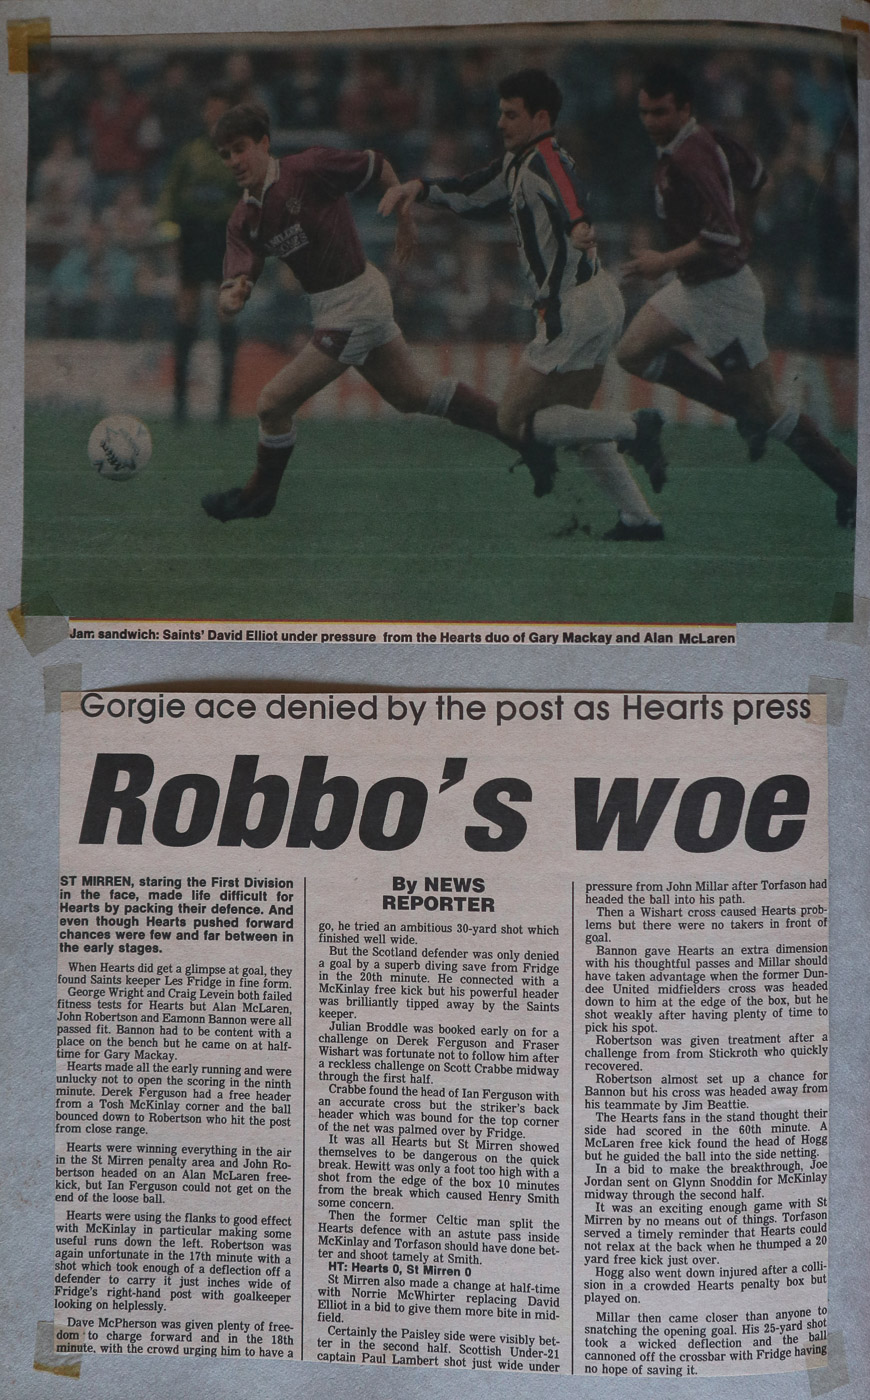 Jam sandwich: Saints' David Elliot under pressure from the Hearts duo of Gary Mackay and Alan McLaren
Gorgie ace denied by the post as Hearts press
Robbo's woe
ST MIRREN, staring the First Division
in the face, made life difficult for
Hearts by packing their defence. And
even though Hearts pushed forward
chances were few and far between in
the early stages.
When Hearts did get a glimpse at goal, they
found Saints keeper Les Fridge in fine form.
George Wright and Craig Levein both failed
fitness tests for Hearts but Alan McLaren,
John Robertson and Eamonn Bannon were all
passed fit. Bannon had to be content with a
place on the bench but he came on at half-
time for Gary Mackay.
Hearts made all the early running and were
unlucky not to open the scoring in the ninth
minute. Derek Ferguson had a free header
from a Tosh McKinlay corner and the ball
bounced down to Robertson who hit the post
from close range.
Hearts were winning everything in the air
in the St Mirren penalty area and John Ro-
bertson headed on an Alan McLaren free-
kick, but Ian Ferguson could not get on the
end of the loose ball.
Hearts were using the flanks to good effect
with McKinlay in particular making some
useful runs down the left. Robertson was
again unfortunate in the 17th minute with a
shot which took enough of a deflection off a
defender to carry it just inches wide of
Fridge's right-hand post with goalkeeper
looking on helplessly.
Dave McPherson was given plenty of free-
dom to charge forward and in the 18th
minute, with the crowd urging him to have a
By NEWS
REPORTER
go, he tried an ambitious 30-yard shot which
finished well wide.
But the Scotland defender was only denied
a goal by a superb diving save from Fridge
in the 20th minute. He connected with a
McKinlay free kick but his powerful header
was brilliantly tipped away by the Saints
keeper.
Julian Broddle was booked early on for a
challenge on Derek Ferguson and Fraser
Wishart was fortunate not to follow him after
a reckless challenge on Scott Crabbe midway
through the first half.
Crabbe found the head of Ian Ferguson with
an accurate cross but the striker's back
header which was bound for the top corner
of the net was palmed over by Fridge.
It was all Hearts but St Mirren showed
themselves to be dangerous on the quick
break. Hewitt was only a foot too high with a
shot from the edge of the box 10 minutes
from the break which caused Henry Smith
some concern.
Then the former Celtic man split the
Hearts defence with an astute pass inside
McKinlay and Torfason should have done bet-
ter and shoot tamely at Smith.
HT: Hearts 0, St Mirren 0
St Mirren also made a change at half-time
with Norrie McWhirter replacing David
Elliot in a bid to give them more bite in mid-
field.
Certainly the Paisley side were visibly bet-
ter in the second half. Scottish Under-21
captain Paul Lambert shot just wide under
pressure from John Millar after Torfason had
headed the ball into his path.
Then a Wishart cross caused Hearts prob-
lems but there were no takers in front of
goal.
Bannon gave Hearts an extra dimension
with his thoughtful passes and Millar should
have taken advantage when the former Dun-
dee United midfielders cross was headed
down to him at the edge of the box, but he
shot weakly after having plenty of time to
pick his spot.
Robertson was given treatment after a
challenge from from Stickroth who quickly
recovered.
Robertson almost set up a chance for
Bannon but his cross was headed away from
his teammate by Jim Beattie.
The Hearts fans in the stand thought their
side had scored in the 60th minute. A
McLaren free kick found the head of Hogg
but he guided the ball into the side netting.
In a bid to make the breakthrough, Joe
Jordan sent on Glynn Snoddin for McKinlay
midway through the second half.
It was an exciting enough game with St
Mirren by no means out of things. Torfason
served a timely reminder that Hearts could
not relax at the back when he thumped a 20
yard free kick just over.
Hogg also went down injured after a colli-
sion in a crowded Hearts penalty box but
played on.
Millar then came closer than anyone to
snatching the opening goal. His 25-yard shot
took a wicked deflection and the ball
cannoned off the crossbar with Fridge having
no hope of saving it.